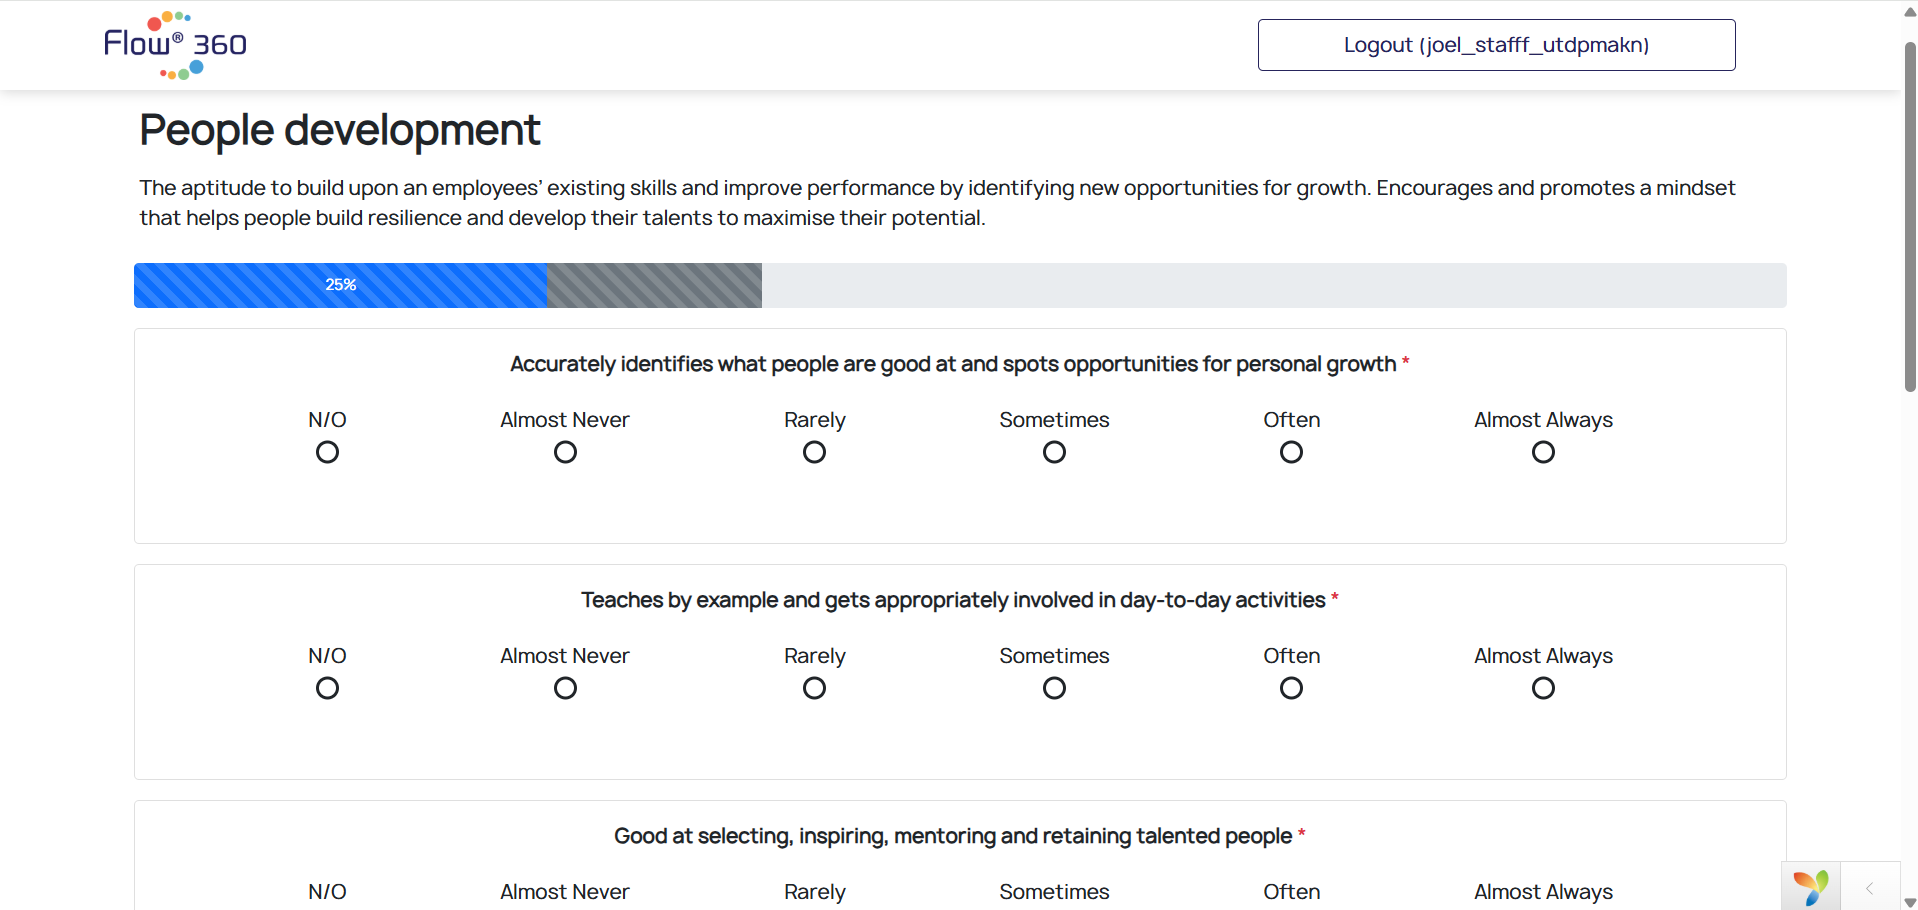 Flow® 360
Logout (joel_stafff_utdpmakn)
People development
The aptitude to build upon an employees’ existing skills and improve performance by identifying new opportunities for growth. Encourages and promotes a mindset
that helps people build resilience and develop their talents to maximise their potential.
25%
Accurately identifies what people are good at and spots opportunities for personal growth *
N/O Almost Never Rarely Sometimes Often Almost Always
Teaches by example and gets appropriately involved in day-to-day activities *
N/O Almost Never Rarely Sometimes Often Almost Always
Good at selecting, inspiring, mentoring and retaining talented people *
N/O Almost Never Rarely Sometimes Often Almost Always